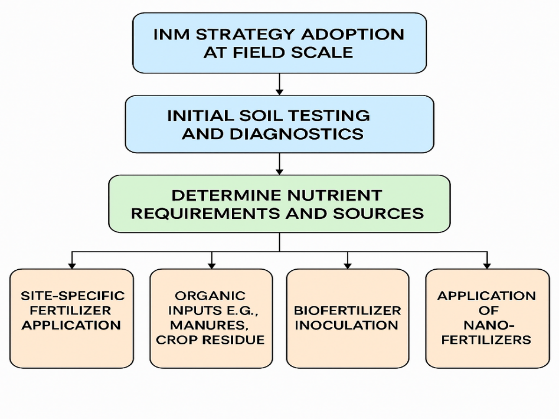 INM STRATEGY ADOPTION
AT FIELD SCALE
INITIAL SOIL TESTING
AND DIAGNOSTICS
DETERMINE NUTRIENT
REQUIREMENTS AND SOURCES
SITE-SPECIFIC
FERTILIZER
APPLICATION
ORGANIC
INPUTS E.G.,
MANURES,
CROP RESIDUE
BIOFERTILIZER
INOCULATION
APPLICATION
OF
NANO-
FERTILIZERS